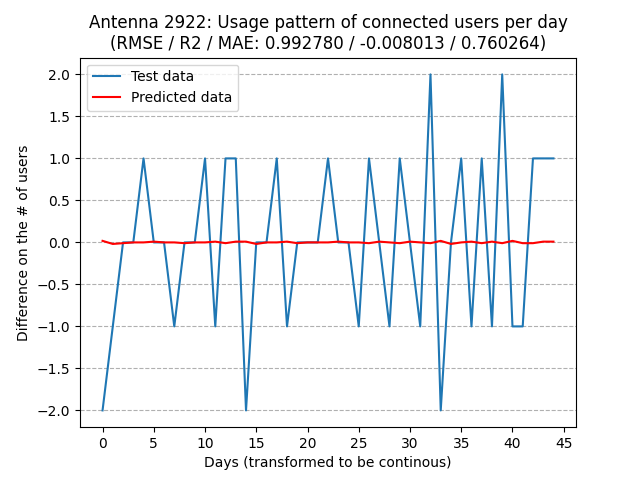 Antenna 2922: Usage pattern of connected users per day
(RMSE / R2 / MAE: 0.992780 / -0.008013 / 0.760264)
Test data
Predicted data
2.0
1.5
1.0
0.5
0.0
−0.5
−1.0
−1.5
−2.0
Difference on the # of users
0 5 10 15 20 25 30 35 40 45
Days (transformed to be continous)